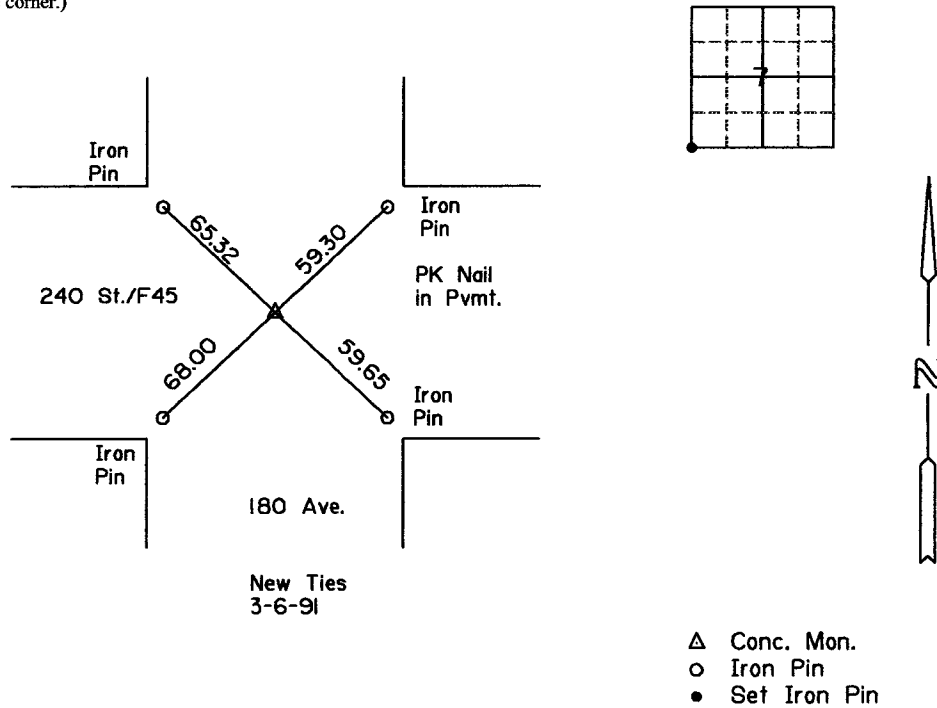 corner.)
7
Iron
Pin
Iron
Pin
65.32
59.30
240 St./F45
PK Nail
in Pvmt.
68.00
59.65
Iron
Pin
Iron
Pin
180 Ave.
New Ties
3-6-91
N
Conc. Mon.
Iron Pin
Set Iron Pin